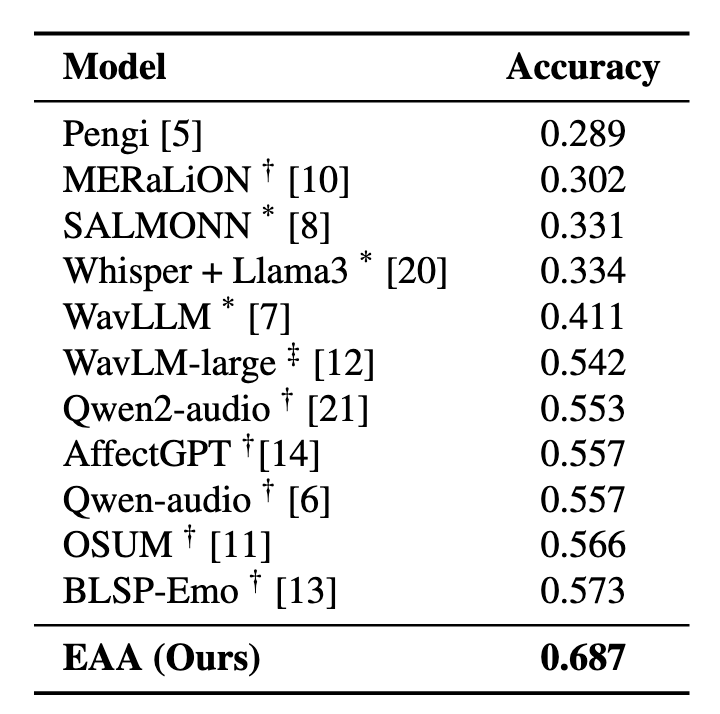 Model Accuracy
Pengi [5] 0.289
MERaLiON † [10] 0.302
SALMONN * [8] 0.331
Whisper + Llama3 * [20] 0.334
WavLLM * [7] 0.411
WavLM-large ‡ [12] 0.542
Qwen2-audio † [21] 0.553
AffectGPT †[14] 0.557
Qwen-audio † [6] 0.557
OSUM † [11] 0.566
BLSP-Emo † [13] 0.573
EAA (Ours) 0.687